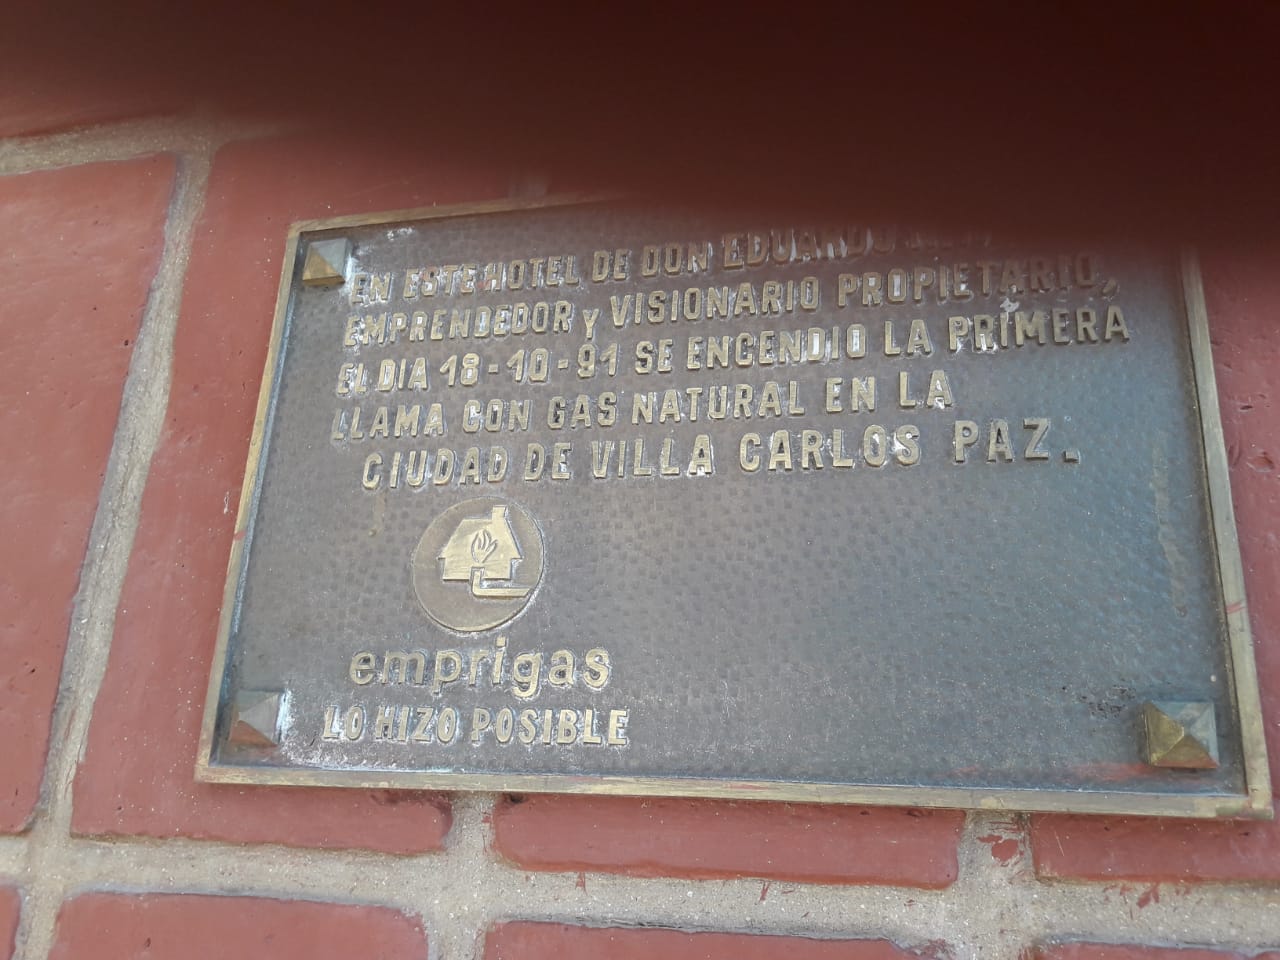 EN ESTE HOTEL DE DON EDUARDO
EMPRENDEDOR y VISIONARIO PROPIETARIO,
EL DIA 18-10-91 SE ENCENDIO LA PRIMERA
LLAMA CON GAS NATURAL EN LA
CIUDAD DE VILLA CARLOS PAZ.
emprigas
LO HIZO POSIBLE